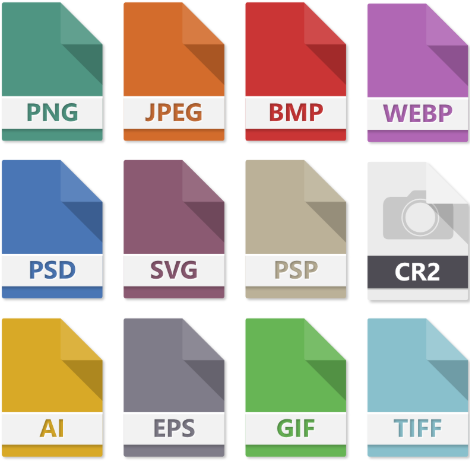 PNG
JPEG
BMP
WEBP
PSD
SVG
PSP
CR2
AI
EPS
GIF
TIFF